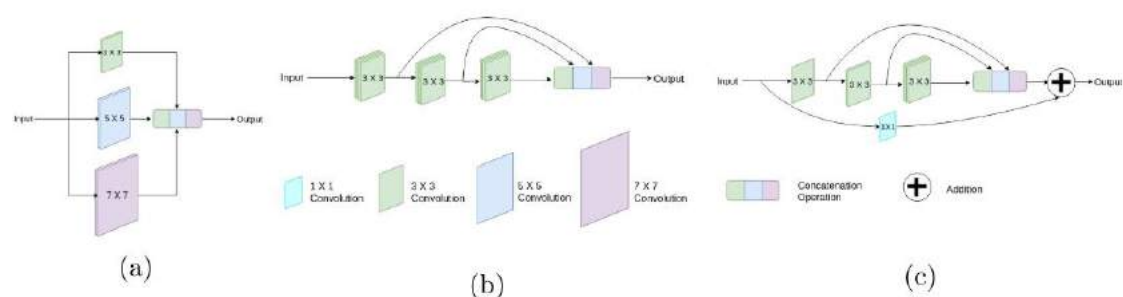 3 X 3
Input
5 X 5
Output
7 X 7
(a)
Input
3 X 3
3 X 3
3 X 3
Output
1 X 1
Convolution
3 X 3
Convolution
5 X 5
Convolution
7 X 7
Convolution
(b)
Input
3 X 3
3 X 3
3 X 3
Output
1X1
Concatenation
Operation
Addition
(c)